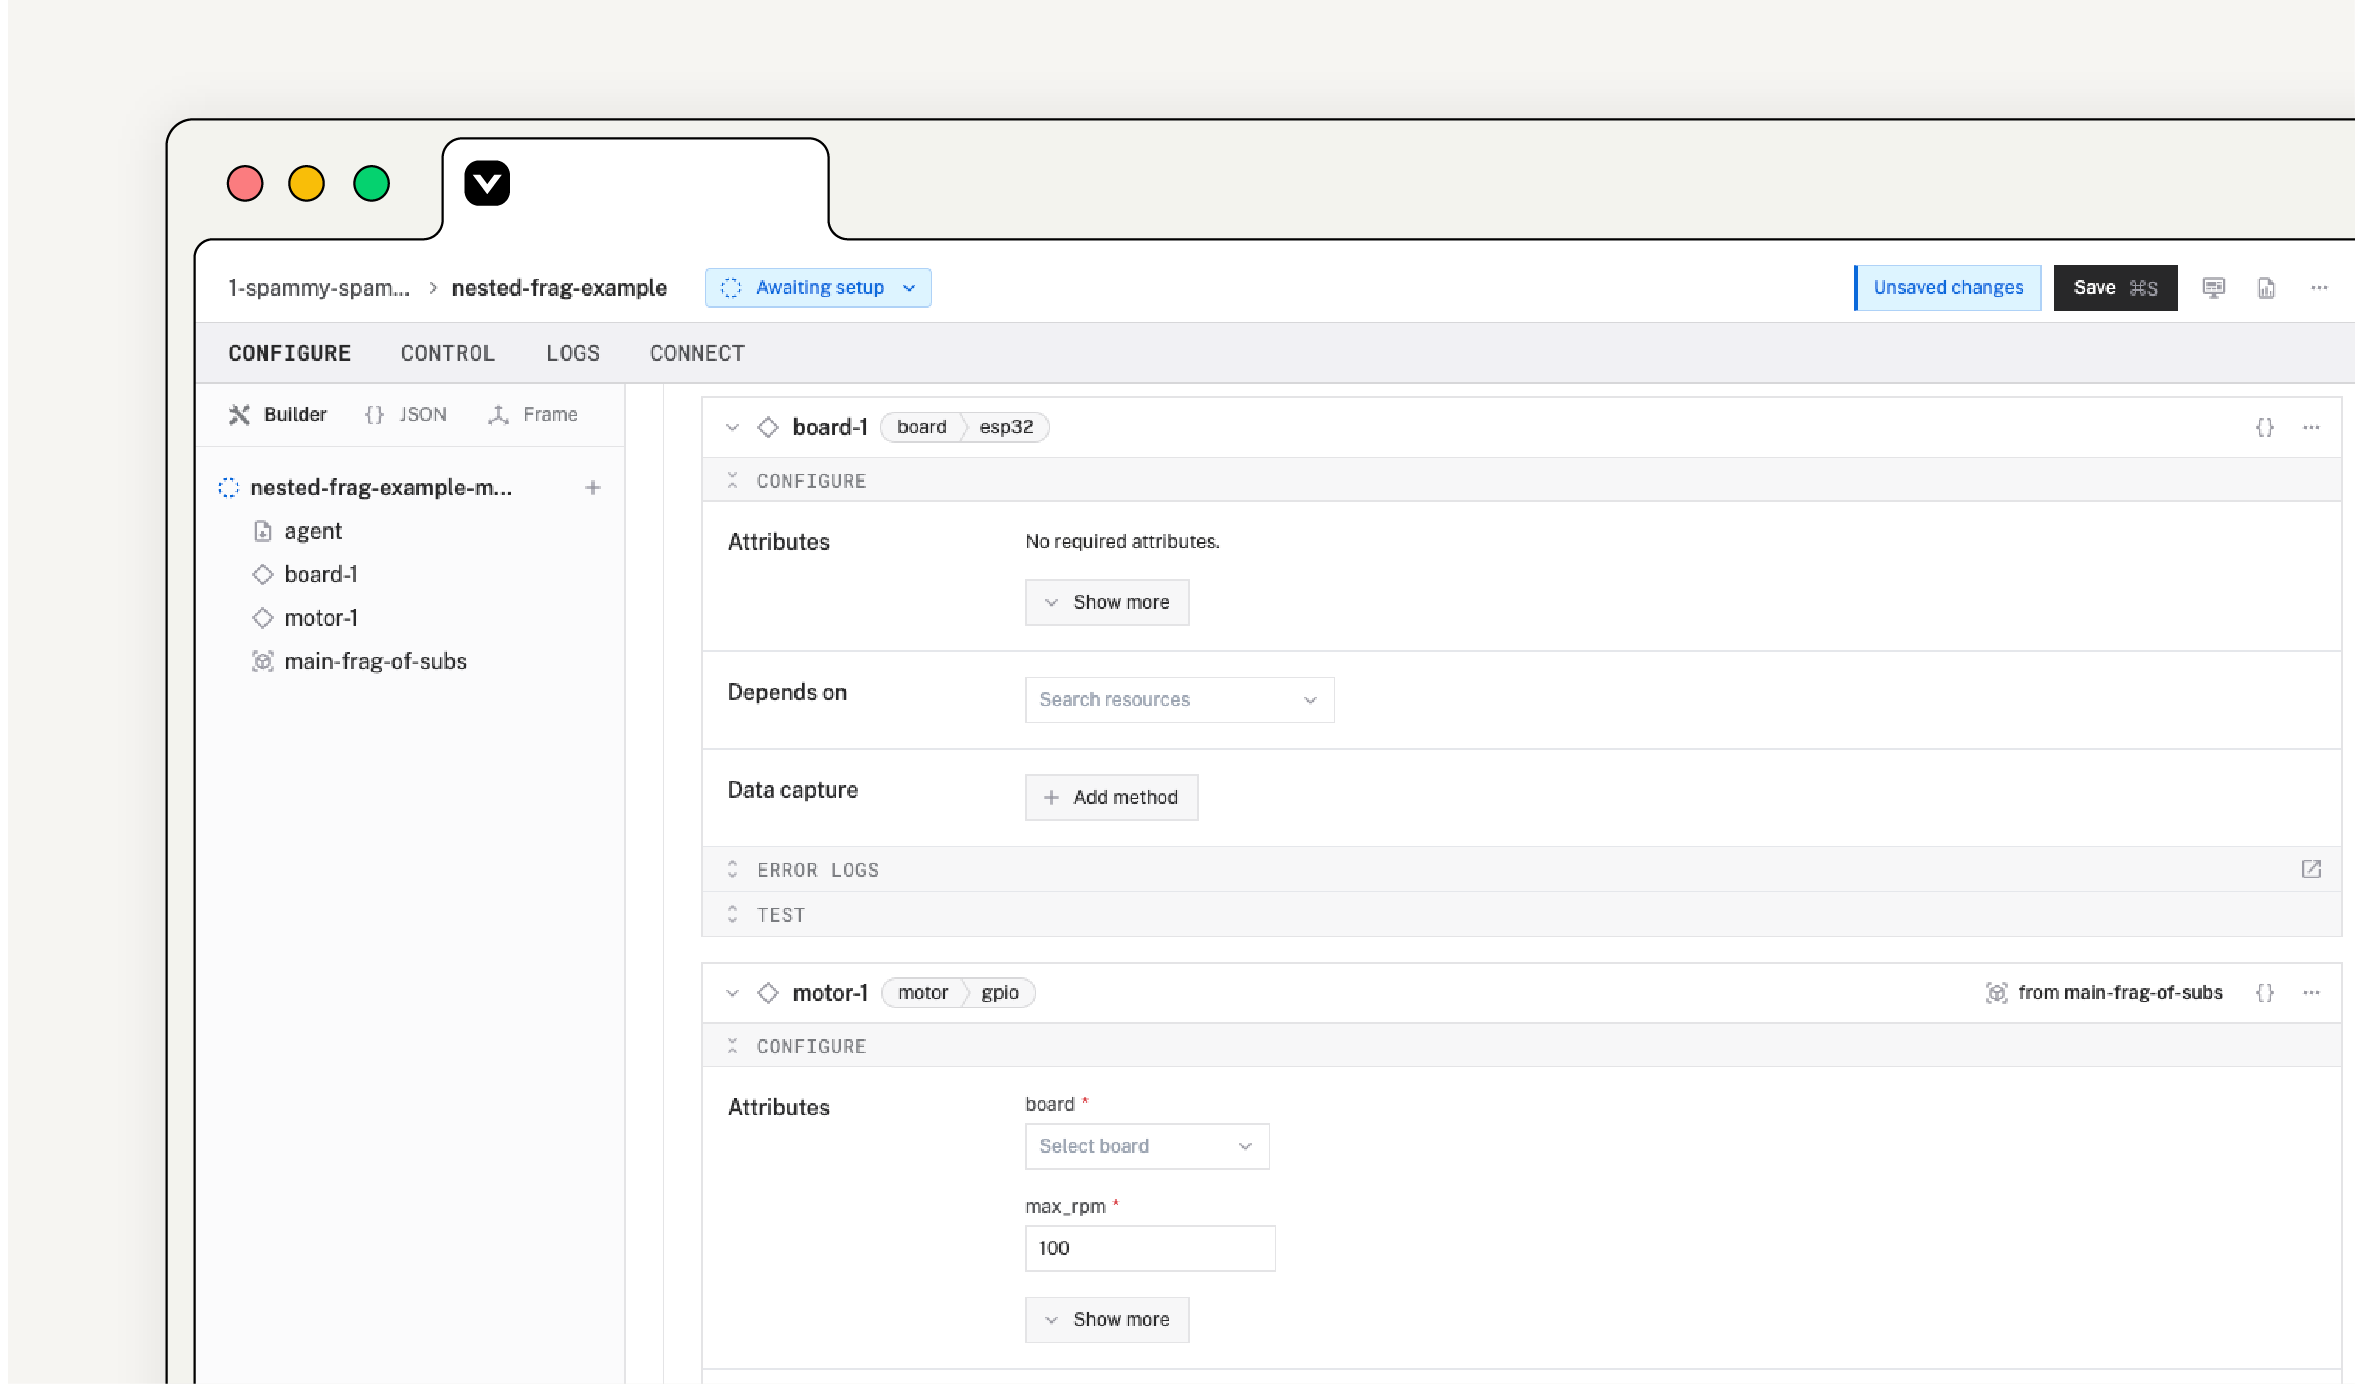 1-spammy-spam... > nested-frag-example Awaiting setup Unsaved changes Save ⌘S
CONFIGURE CONTROL LOGS CONNECT
Builder {} JSON Frame
nested-frag-example-m... +
agent
board-1
motor-1
main-frag-of-subs
board-1 board esp32 {} ...
CONFIGURE
Attributes No required attributes.
Show more
Depends on Search resources
Data capture + Add method
ERROR LOGS
TEST
motor-1 motor gpio from main-frag-of-subs {} ...
CONFIGURE
Attributes board *
Select board
max_rpm *
100
Show more